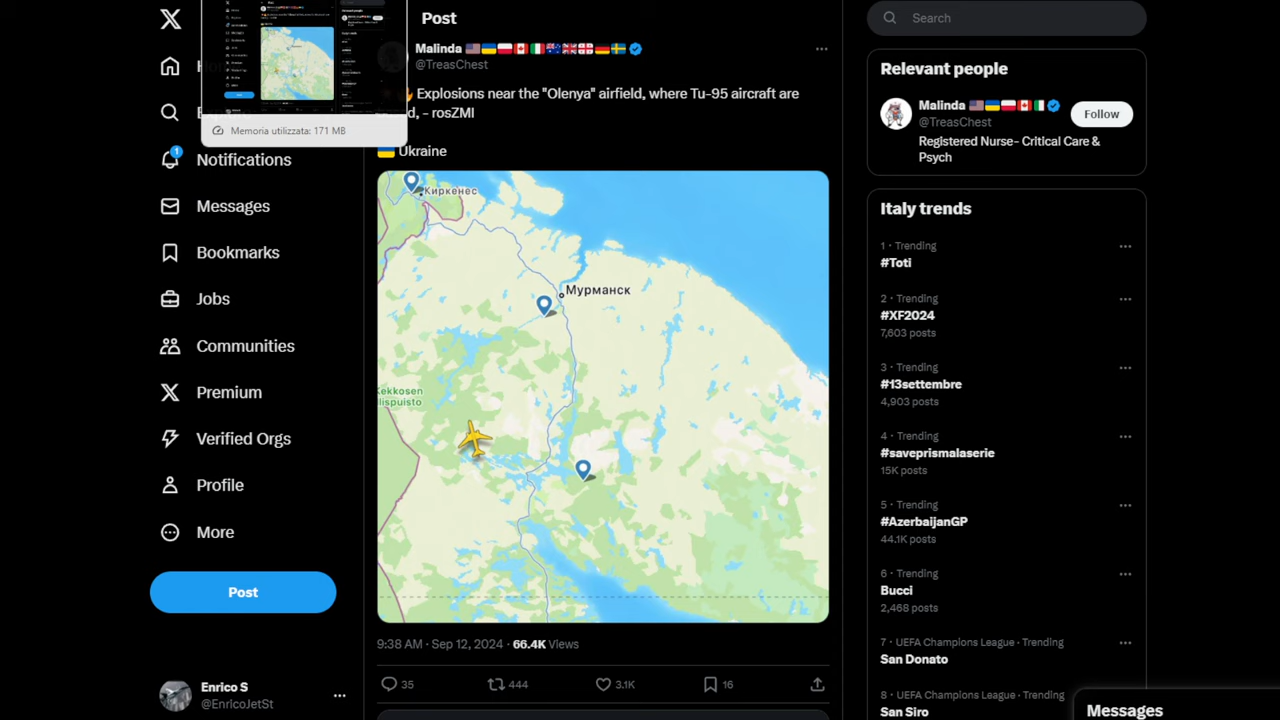 Post
Search
Memoria utilizzata: 171 MB
Notifications
Messages
Bookmarks
Jobs
Communities
Premium
Verified Orgs
Profile
More
Post
Enrico S
@EnricoJetSt
Malinda
@TreasChest
Explosions near the "Olenya" airfield, where Tu-95 aircraft are
, - rosZMI
Ukraine
Киркенес
Мурманск
Kekkosen
9:38 AM · Sep 12, 2024 · 66.4K Views
35
444
3.1K
16
Relevant people
Malinda
@TreasChest
Follow
Registered Nurse- Critical Care &
Psych
Italy trends
1 · Trending
#Toti
2 · Trending
#XF2024
7,603 posts
3 · Trending
#13settembre
4,903 posts
4 · Trending
#saveprismalaserie
15K posts
5 · Trending
#AzerbaijanGP
44.1K posts
6 · Trending
Bucci
2,468 posts
7 · UEFA Champions League · Trending
San Donato
8 · UEFA Champions League · Trending
San Siro
Messages
1